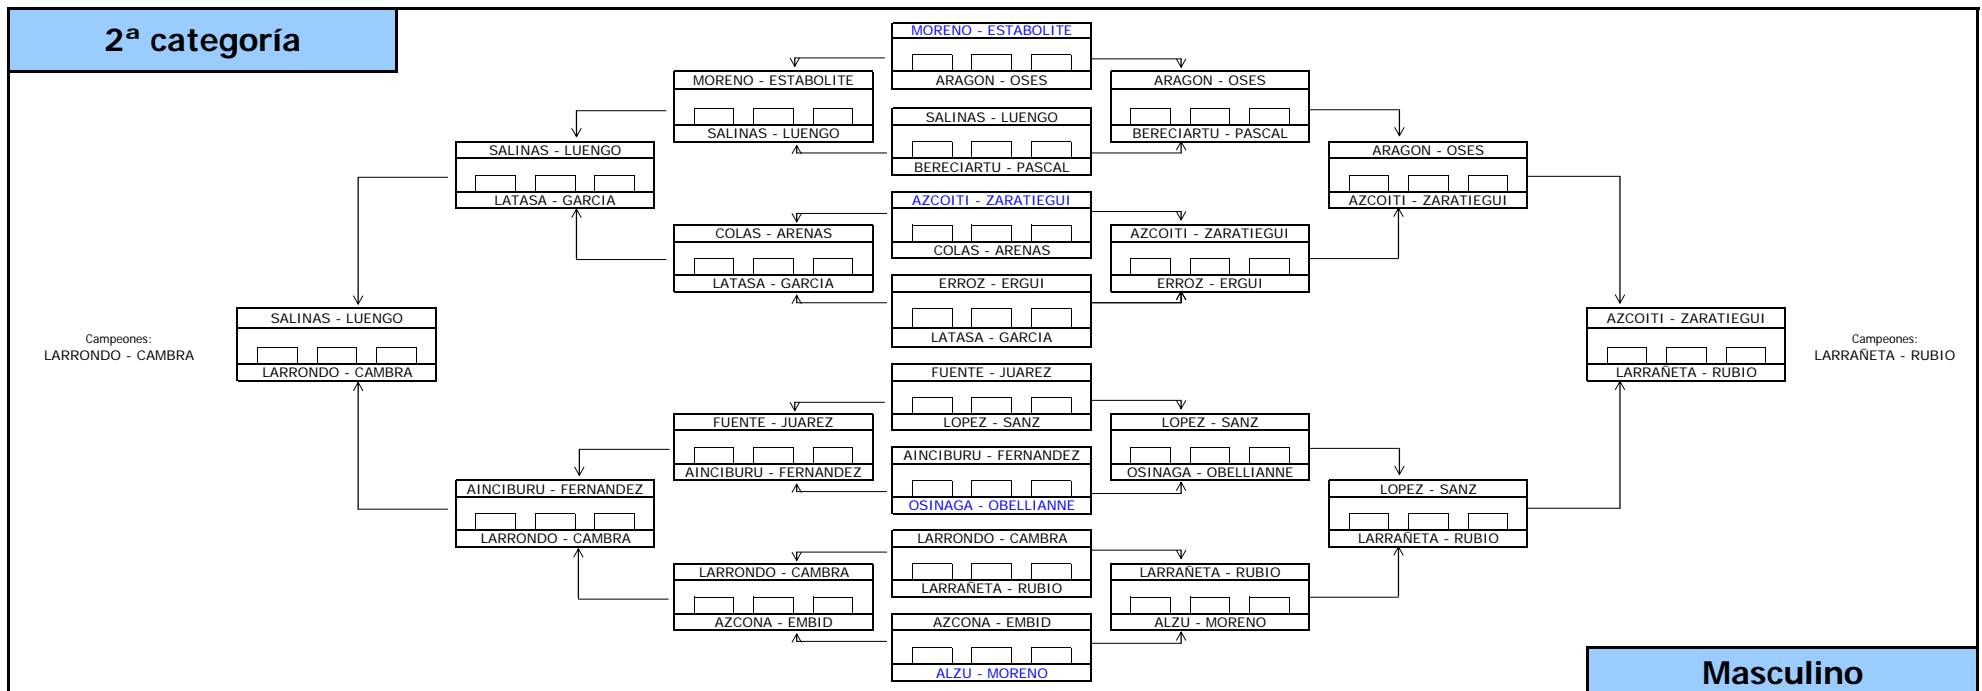 2ª categoría
MORENO - ESTABOLITE
ARAGON - OSES
SALINAS - LUENGO
BERECIARTU - PASCAL
AZCOITI - ZARATIEGUI
COLAS - ARENAS
ERROZ - ERGUI
LATASA - GARCIA
FUENTE - JUAREZ
LOPEZ - SANZ
AINCIBURU - FERNANDEZ
OSINAGA - OBELLIANNE
LARRONDO - CAMBRA
LARRAÑETA - RUBIO
AZCONA - EMBID
ALZU - MORENO
MORENO - ESTABOLITE
SALINAS - LUENGO
COLAS - ARENAS
LATASA - GARCIA
FUENTE - JUAREZ
AINCIBURU - FERNANDEZ
LARRONDO - CAMBRA
AZCONA - EMBID
SALINAS - LUENGO
LATASA - GARCIA
AINCIBURU - FERNANDEZ
LARRONDO - CAMBRA
SALINAS - LUENGO
LARRONDO - CAMBRA
Campeones:
LARRONDO - CAMBRA
ARAGON - OSES
BERECIARTU - PASCAL
AZCOITI - ZARATIEGUI
ERROZ - ERGUI
LOPEZ - SANZ
OSINAGA - OBELLIANNE
LARRAÑETA - RUBIO
ALZU - MORENO
ARAGON - OSES
AZCOITI - ZARATIEGUI
LOPEZ - SANZ
LARRAÑETA - RUBIO
AZCOITI - ZARATIEGUI
LARRAÑETA - RUBIO
Campeones:
LARRAÑETA - RUBIO
Masculino